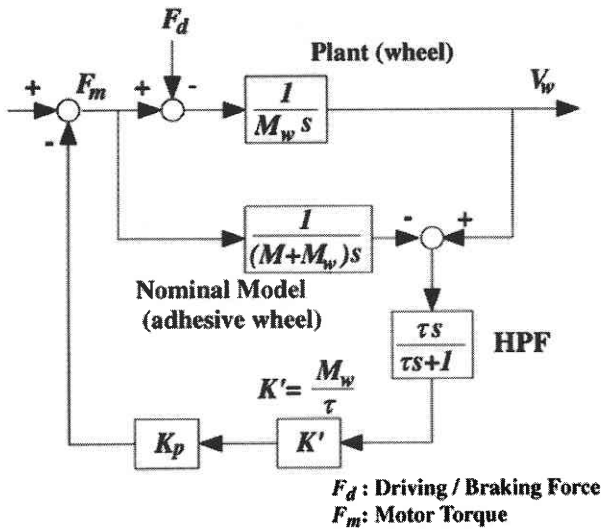 F_d
Plant (wheel)
+ F_m + - 1 / M_w s V_w
-
1 / (M+M_w)s - +
Nominal Model
(adhesive wheel)
τs / τs+1 HPF
K'= M_w / τ
K_p K'
F_d : Driving / Braking Force
F_m : Motor Torque